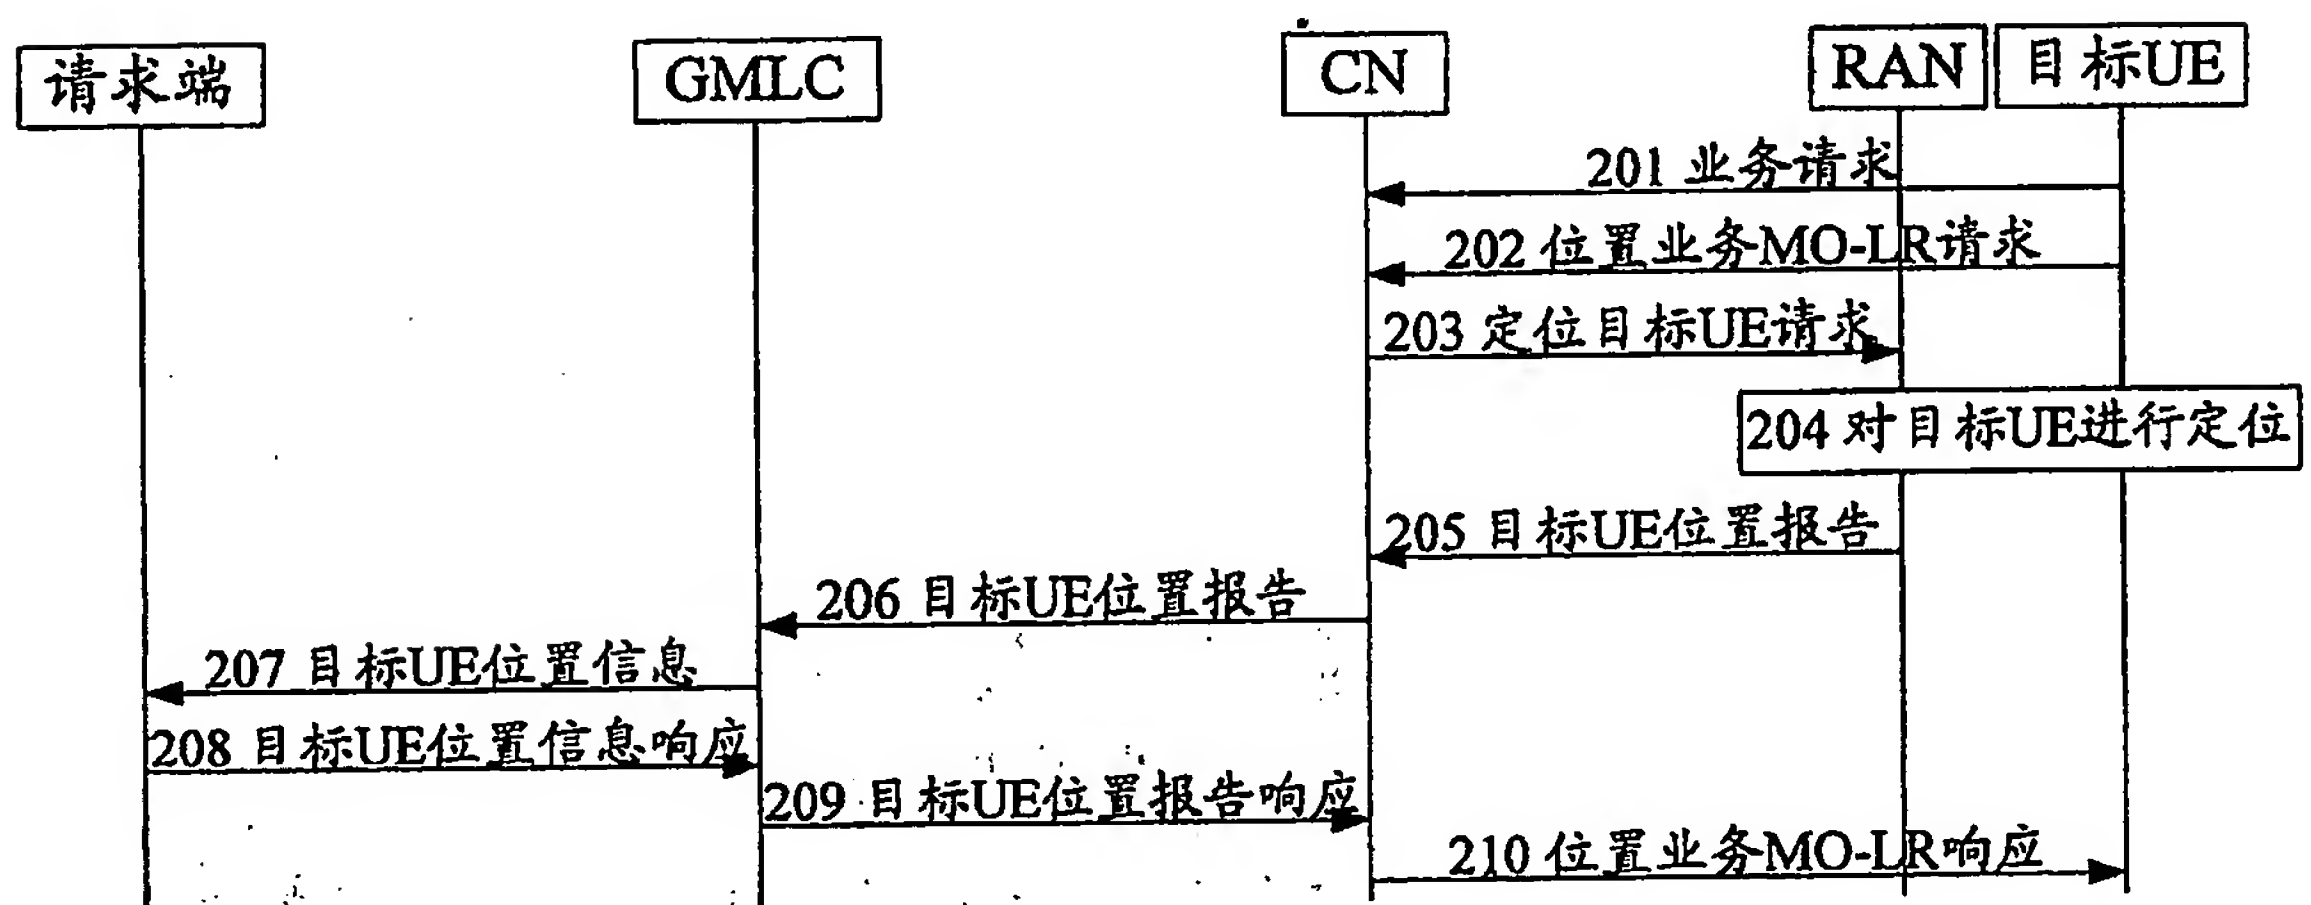 请求端
GMLC
CN
RAN
目标UE
201 业务请求
202 位置业务MO-LR请求
203 定位目标UE请求
204 对目标UE进行定位
205 目标UE位置报告
206 目标UE位置报告
207 目标UE位置信息
208 目标UE位置信息响应
209 目标UE位置报告响应
210 位置业务MO-LR响应